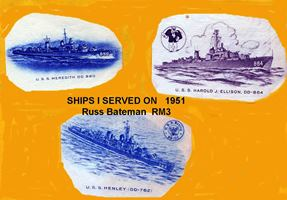 U.S.S. MEREDITH DD 890
864
U.S.S. HAROLD J. ELLISON, DD-864
SHIPS I SERVED ON 1951
Russ Bateman RM3
U.S.S. HENLEY (DD-762)